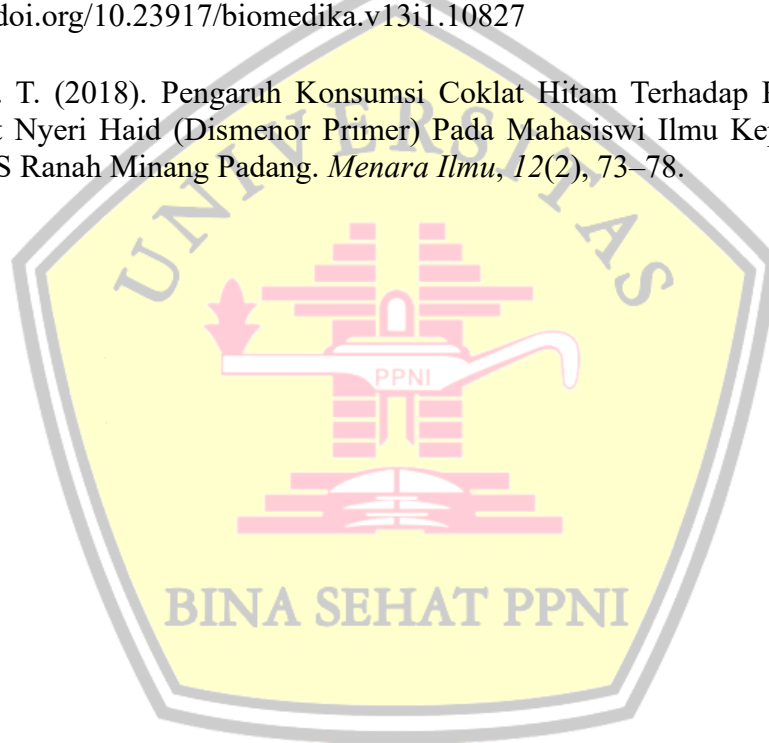 doi.org/10.23917/biomedika.v13i1.10827
. T. (2018). Pengaruh Konsumsi Coklat Hitam Terhadap
Nyeri Haid (Dismenor Primer) Pada Mahasiswi Ilmu
S Ranah Minang Padang. Menara Ilmu, 12(2), 73–78.
UNIVERSITAS
PPNI
BINA SEHAT PPNI